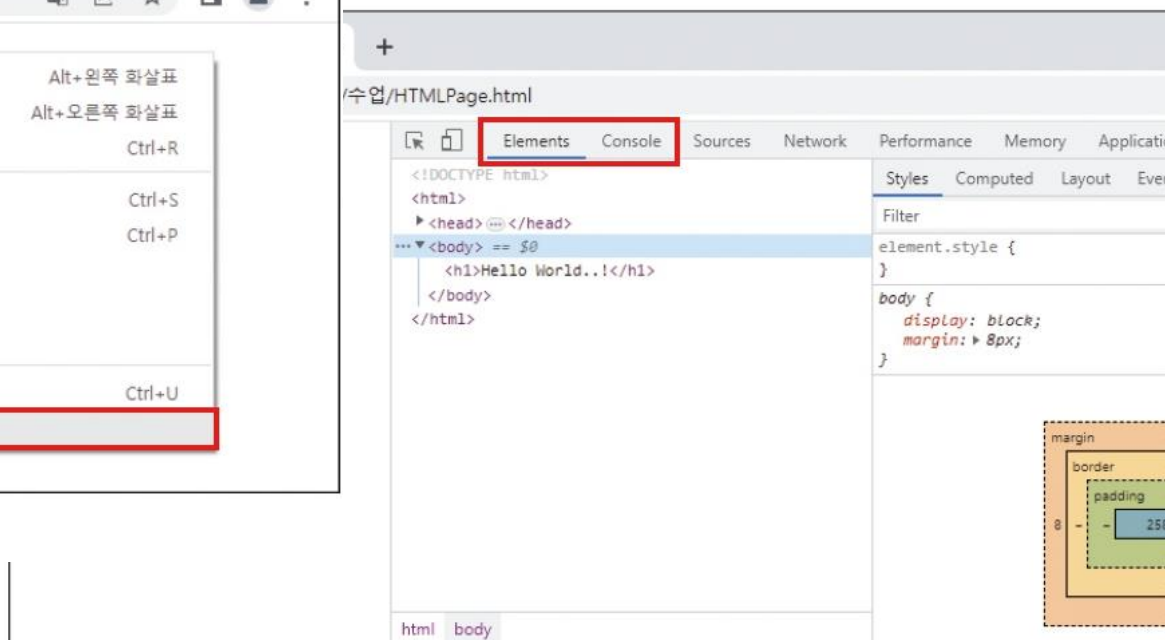 Alt+왼쪽 화살표
Alt+오른쪽 화살표
Ctrl+R
Ctrl+S
Ctrl+P
Ctrl+U
+
/수업/HTMLPage.html
Elements Console Sources Network Performance Memory Applicati
<!DOCTYPE html>
<html>
<head> </head>
<body> == $0
<h1>Hello World..!</h1>
</body>
</html>
html body
Styles Computed Layout Ever
Filter
element.style {
}
body {
display: block;
margin: 8px;
}
margin
border
padding
8 - - 258